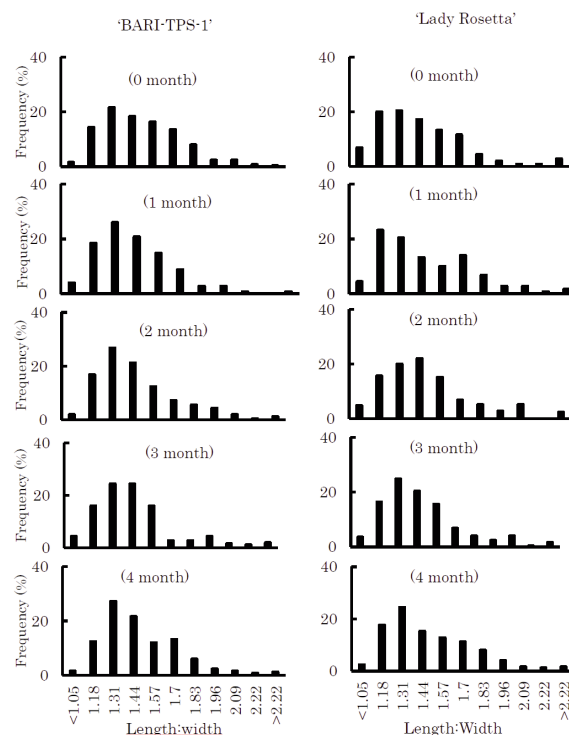 ‘BARI-TPS-1’
‘Lady Rosetta’
Frequency (%)
40
20
0
(0 month)
40
20
0
(0 month)
Frequency (%)
40
20
0
(1 month)
40
20
0
(1 month)
Frequency (%)
40
20
0
(2 month)
40
20
0
(2 month)
Frequency (%)
40
20
0
(3 month)
40
20
0
(3 month)
Frequency (%)
40
20
0
(4 month)
40
20
0
(4 month)
<1.05
1.18
1.31
1.44
1.57
1.7
1.83
1.96
2.09
2.22
>2.22
Length:width
<1.05
1.18
1.31
1.44
1.57
1.7
1.83
1.96
2.09
2.22
>2.22
Length:Width